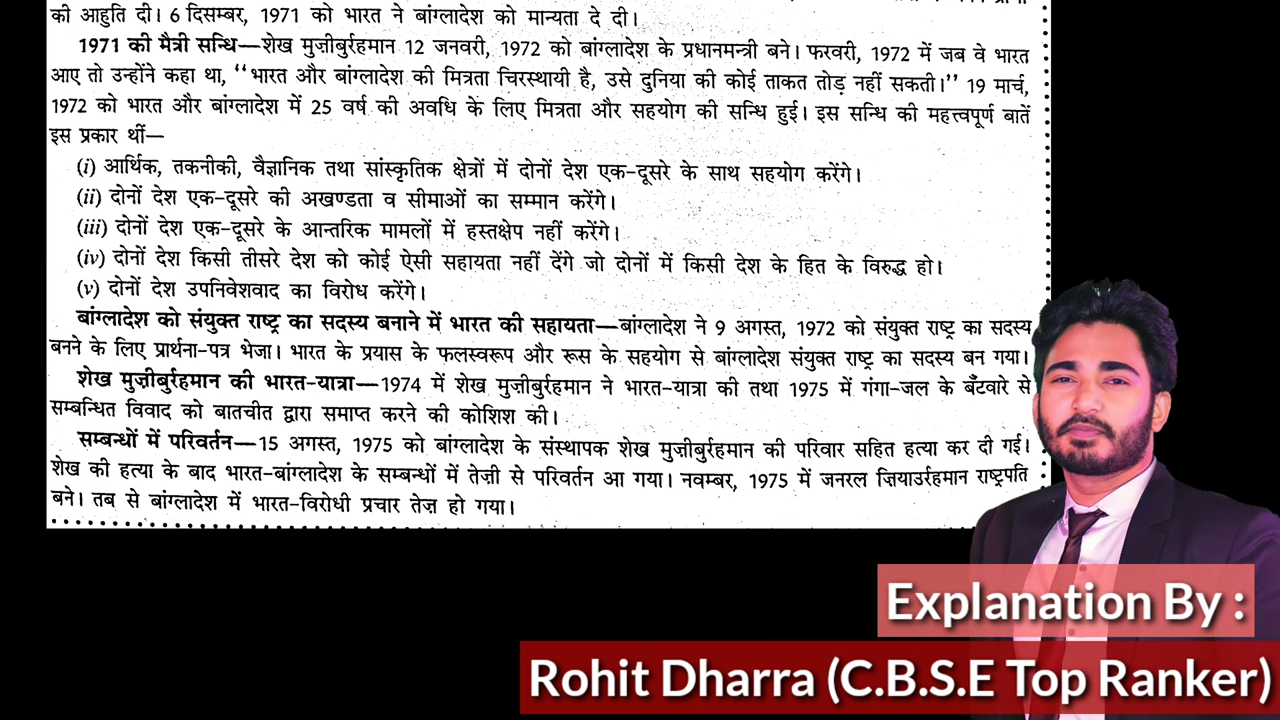 की आहुति दी। 6 दिसम्बर, 1971 को भारत ने बांग्लादेश को मान्यता दे दी।
1971 की मैत्री सन्धि—शेख मुज़ीबुर्रहमान 12 जनवरी, 1972 को बांग्लादेश के प्रधानमन्त्री बने। फरवरी, 1972 में जब वे भारत
आए तो उन्होंने कहा था, ‘‘भारत और बांग्लादेश की मित्रता चिरस्थायी है, उसे दुनिया की कोई ताकत तोड़ नहीं सकती।’’ 19 मार्च,
1972 को भारत और बांग्लादेश में 25 वर्ष की अवधि के लिए मित्रता और सहयोग की सन्धि हुई। इस सन्धि की महत्त्वपूर्ण बातें
इस प्रकार थीं—
(i) आर्थिक, तकनीकी, वैज्ञानिक तथा सांस्कृतिक क्षेत्रों में दोनों देश एक-दूसरे के साथ सहयोग करेंगे।
(ii) दोनों देश एक-दूसरे की अखण्डता व सीमाओं का सम्मान करेंगे।
(iii) दोनों देश एक-दूसरे के आन्तरिक मामलों में हस्तक्षेप नहीं करेंगे।
(iv) दोनों देश किसी तीसरे देश को कोई ऐसी सहायता नहीं देंगे जो दोनों में किसी देश के हित के विरुद्ध हो।
(v) दोनों देश उपनिवेशवाद का विरोध करेंगे।
बांग्लादेश को संयुक्त राष्ट्र का सदस्य बनाने में भारत की सहायता—बांग्लादेश ने 9 अगस्त, 1972 को संयुक्त राष्ट्र का सदस्य
बनने के लिए प्रार्थना-पत्र भेजा। भारत के प्रयास के फलस्वरूप और रूस के सहयोग से बांग्लादेश संयुक्त राष्ट्र का सदस्य बन गया।
शेख मुज़ीबुर्रहमान की भारत-यात्रा—1974 में शेख मुज़ीबुर्रहमान ने भारत-यात्रा की तथा 1975 में गंगा-जल के बँटवारे से
सम्बन्धित विवाद को बातचीत द्वारा समाप्त करने की कोशिश की।
सम्बन्धों में परिवर्तन—15 अगस्त, 1975 को बांग्लादेश के संस्थापक शेख मुज़ीबुर्रहमान की परिवार सहित हत्या कर दी गई।
शेख की हत्या के बाद भारत-बांग्लादेश के सम्बन्धों में तेज़ी से परिवर्तन आ गया। नवम्बर, 1975 में जनरल ज़ियाउर्रहमान राष्ट्रपति
बने। तब से बांग्लादेश में भारत-विरोधी प्रचार तेज़ हो गया।
Explanation By :
Rohit Dharra (C.B.S.E Top Ranker)